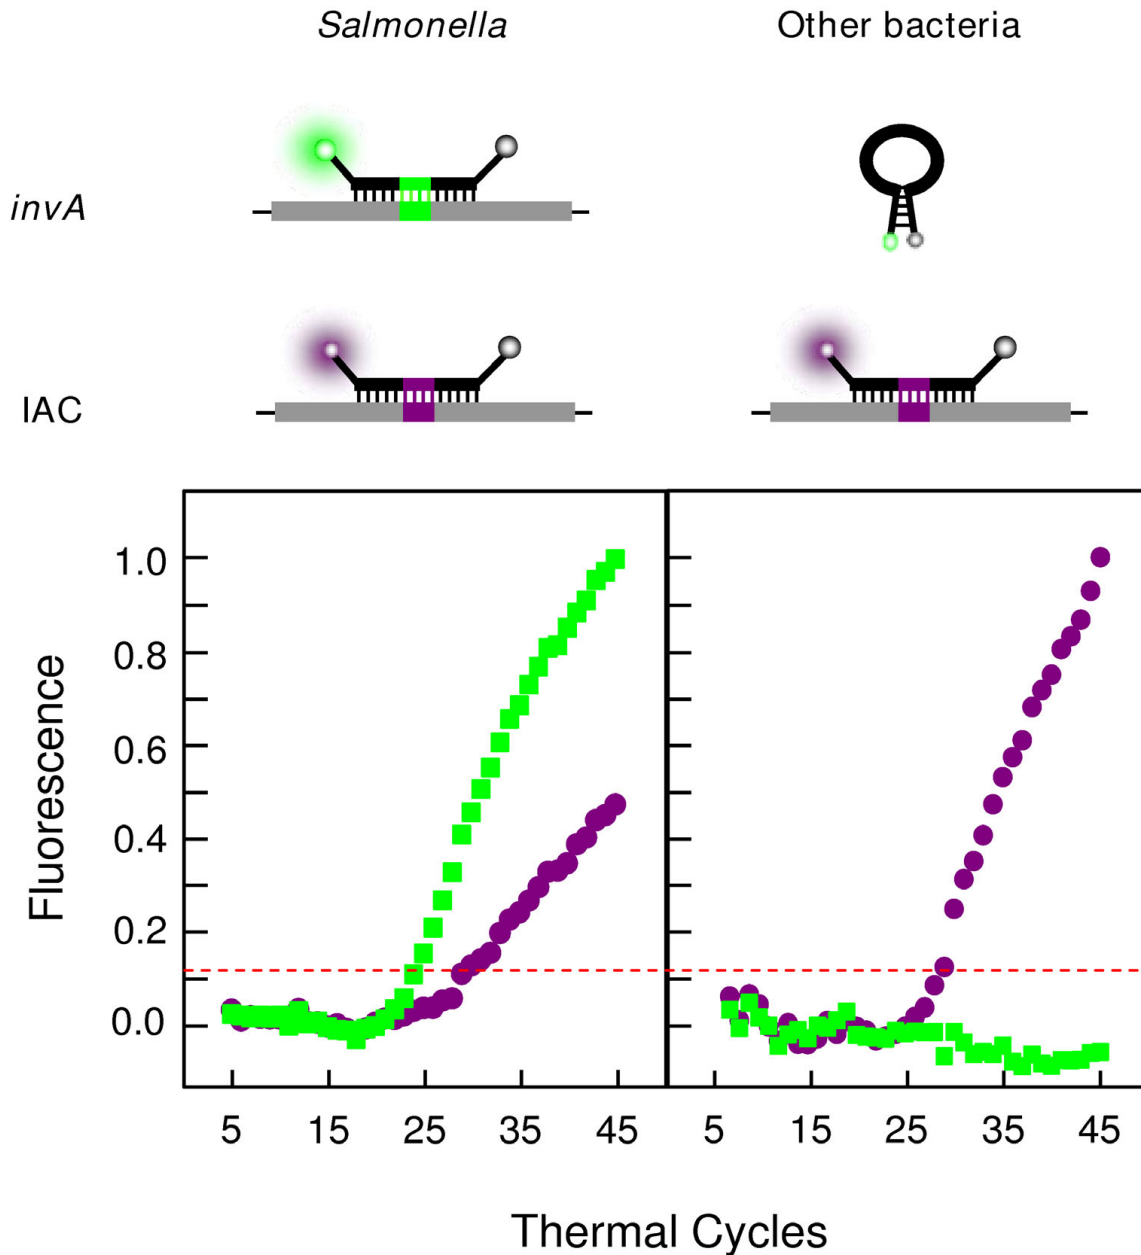 Salmonella
Other bacteria
invA
IAC
Fluorescence
1.0
0.8
0.6
0.4
0.2
0.0
5 15 25 35 45
5 15 25 35 45
Thermal Cycles